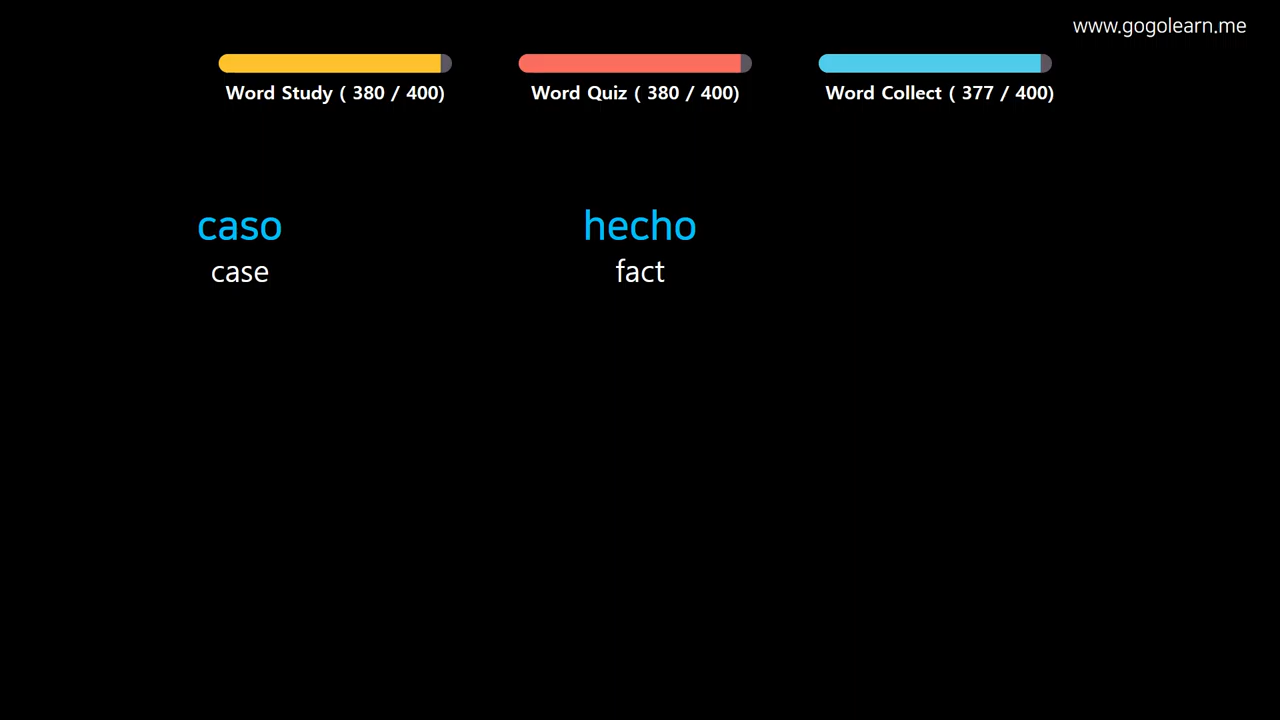 www.gogolearn.me
Word Study ( 380 / 400)
Word Quiz ( 380 / 400)
Word Collect ( 377 / 400)
caso
case
hecho
fact